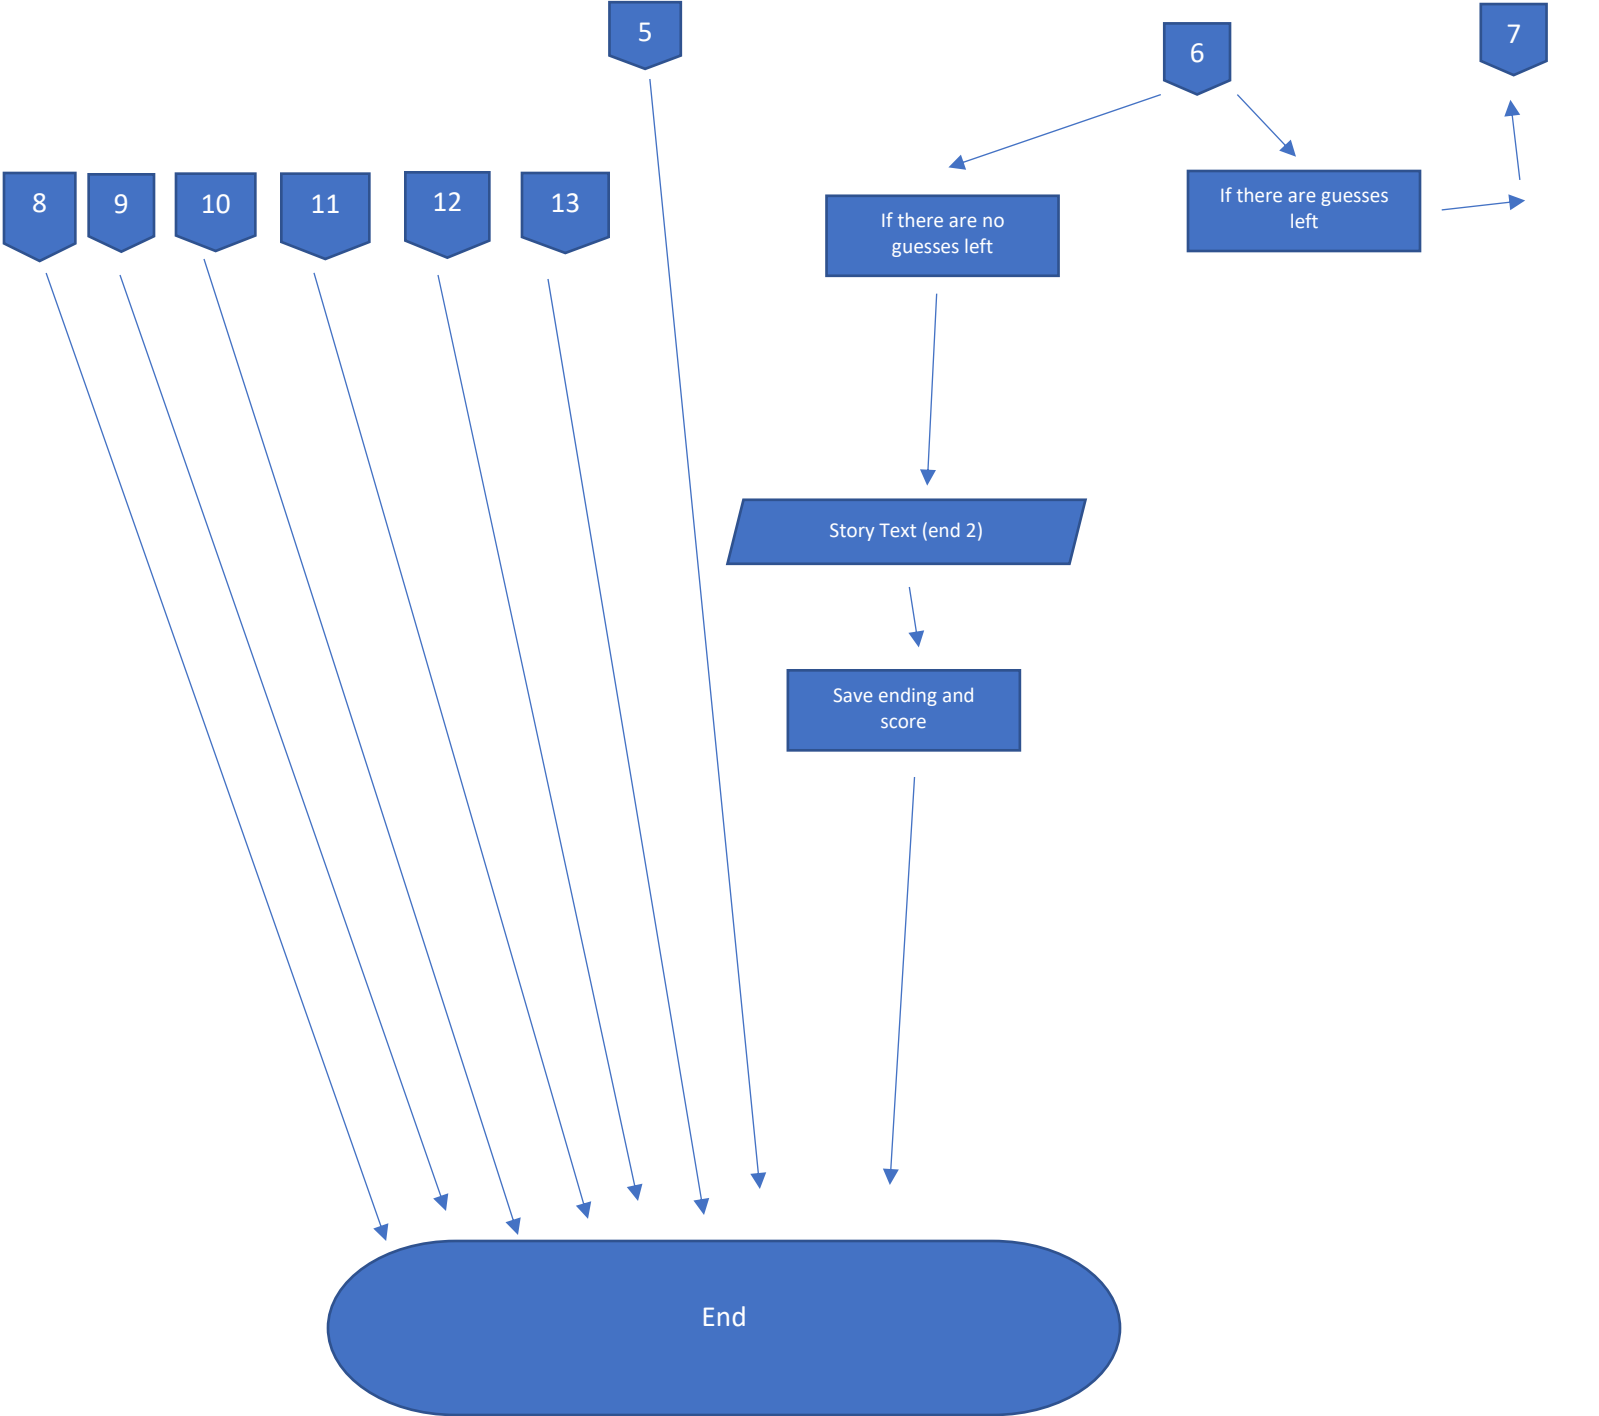 5
6
7
8
9
10
11
12
13
If there are no
guesses left
If there are guesses
left
Story Text (end 2)
Save ending and
score
End